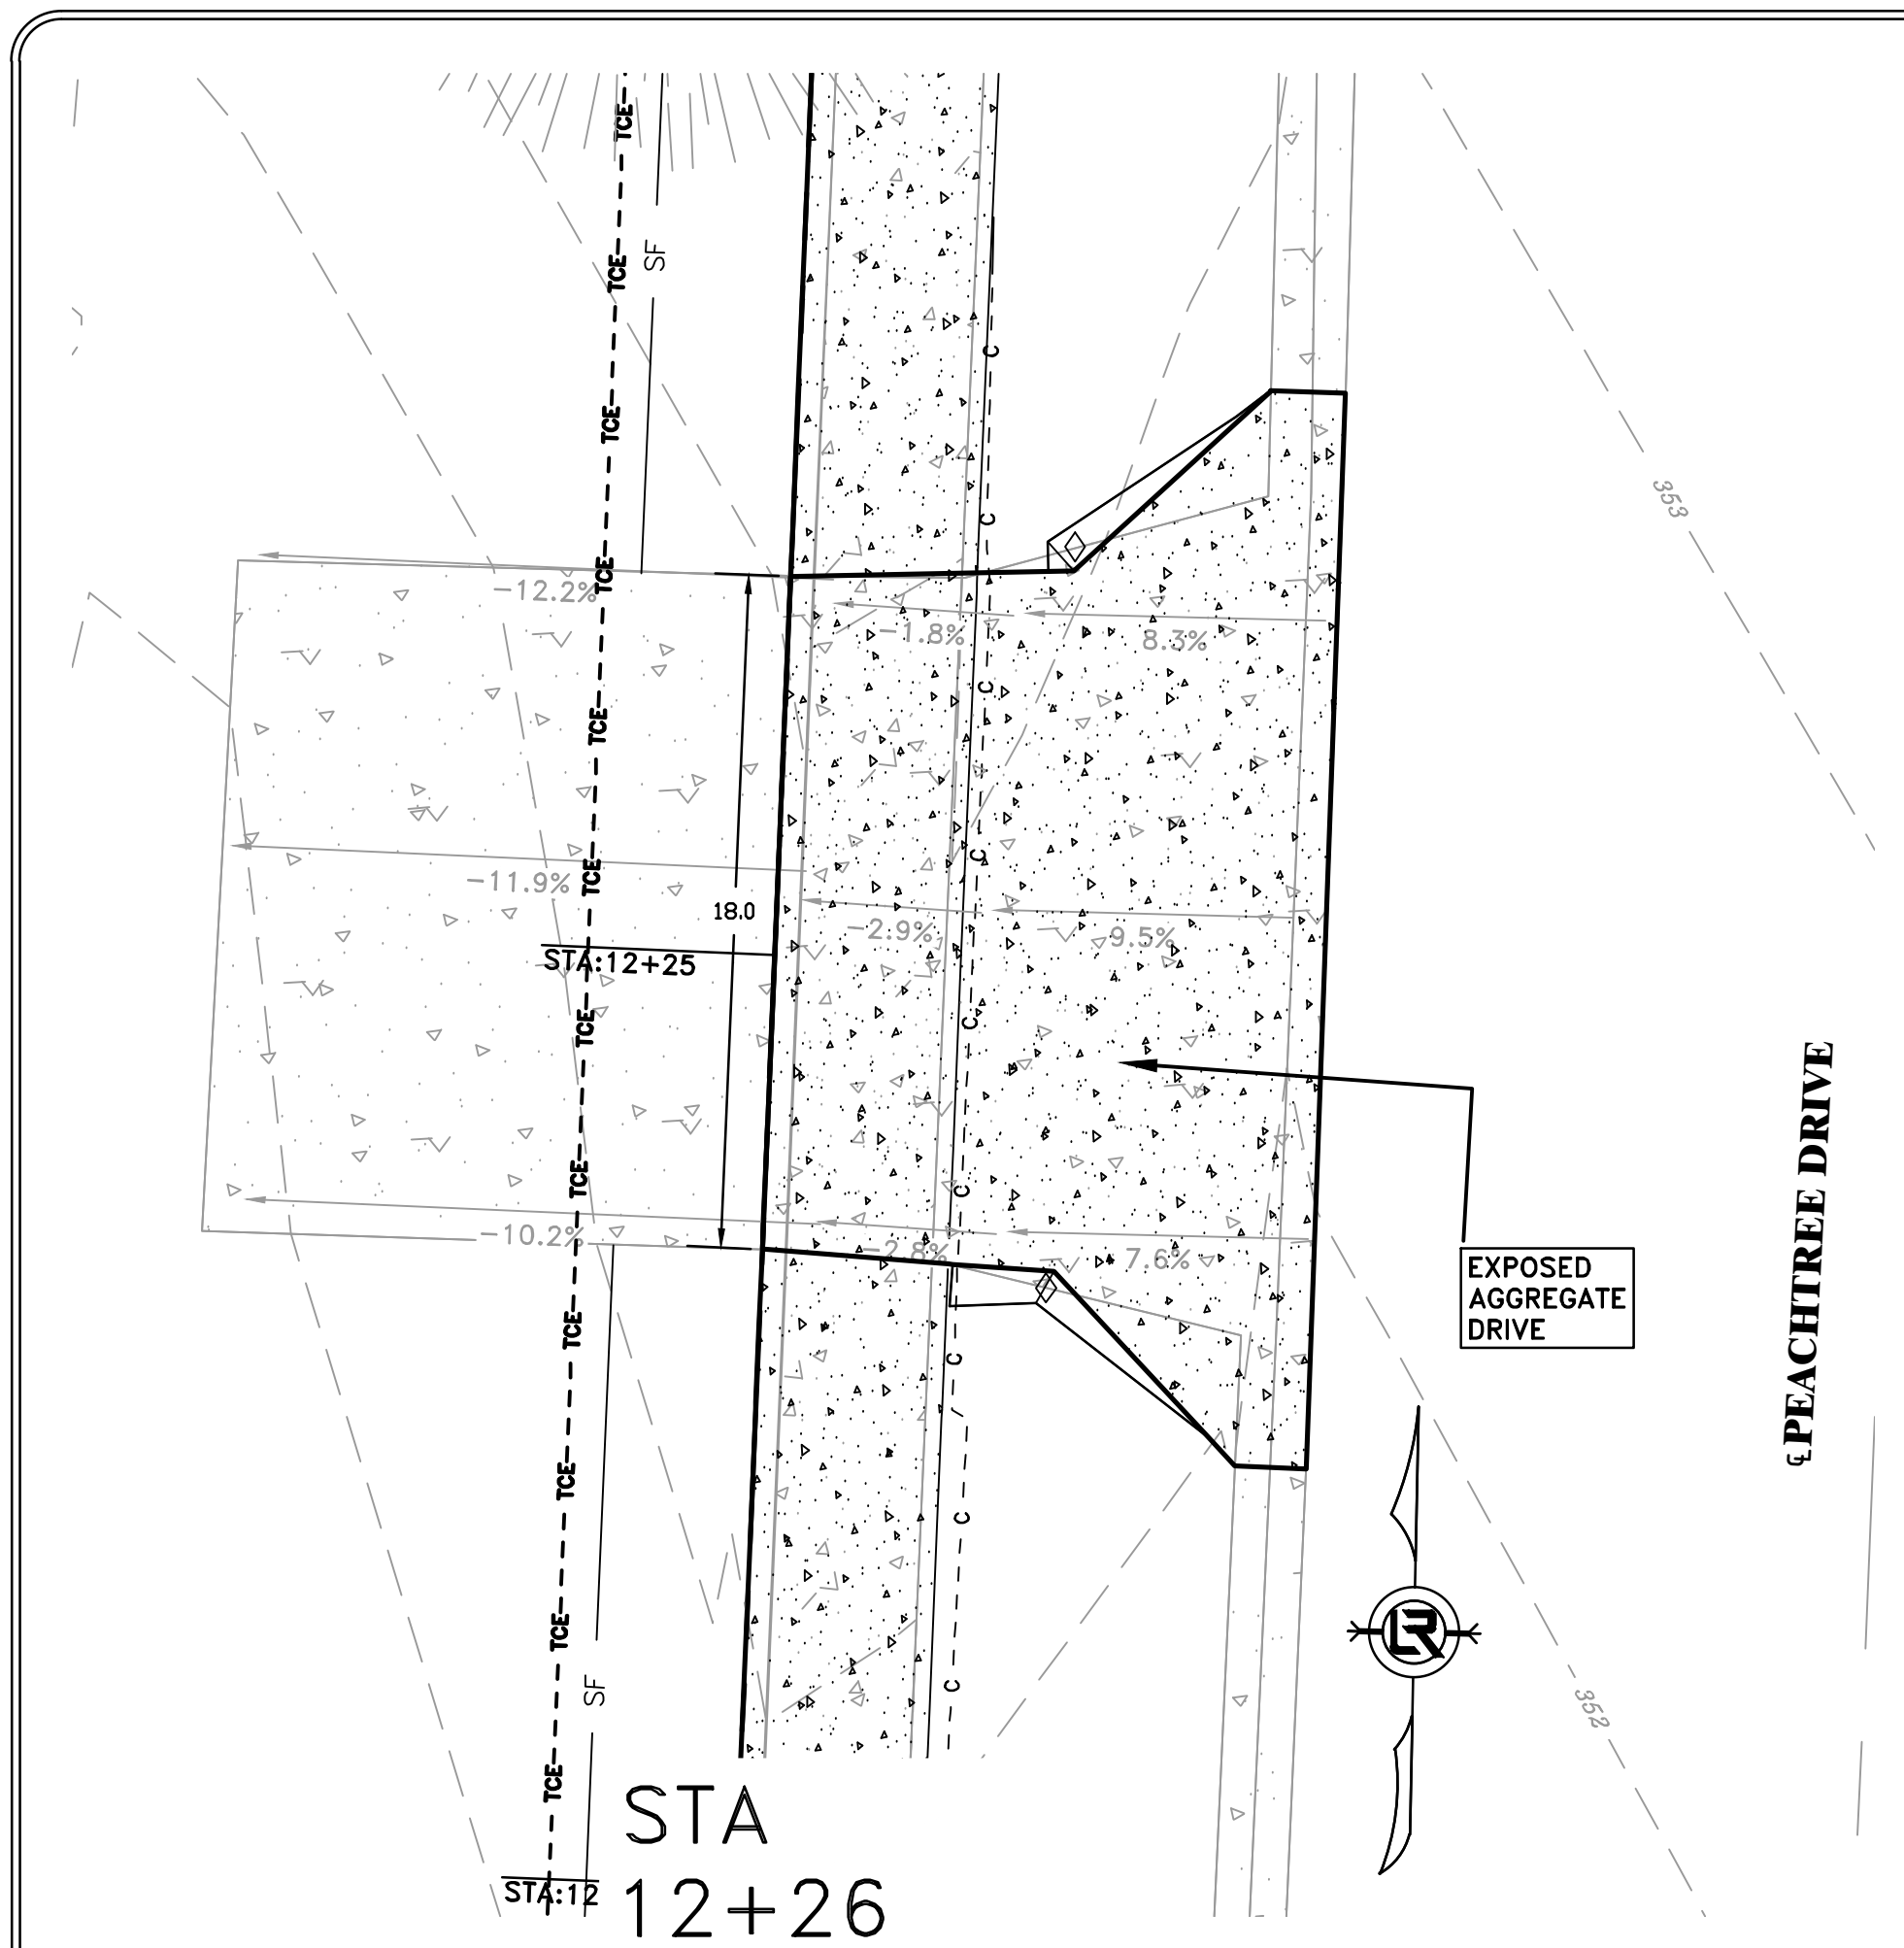 TCE
TCE
SF
TCE
C
353
C
TCE
-12.2%
-1.8%
8.3%
C
TCE
C
-11.9%
TCE
18.0
-2.9%
9.5%
STA:12+25
C
TCE
TCE
C
-10.2%
-2.8%
7.6%
EXPOSED
AGGREGATE
DRIVE
℄ PEACHTREE DRIVE
TCE
C
TCE
C
TCE
SF
C
352
LR
TCE
STA:12
STA
12+26